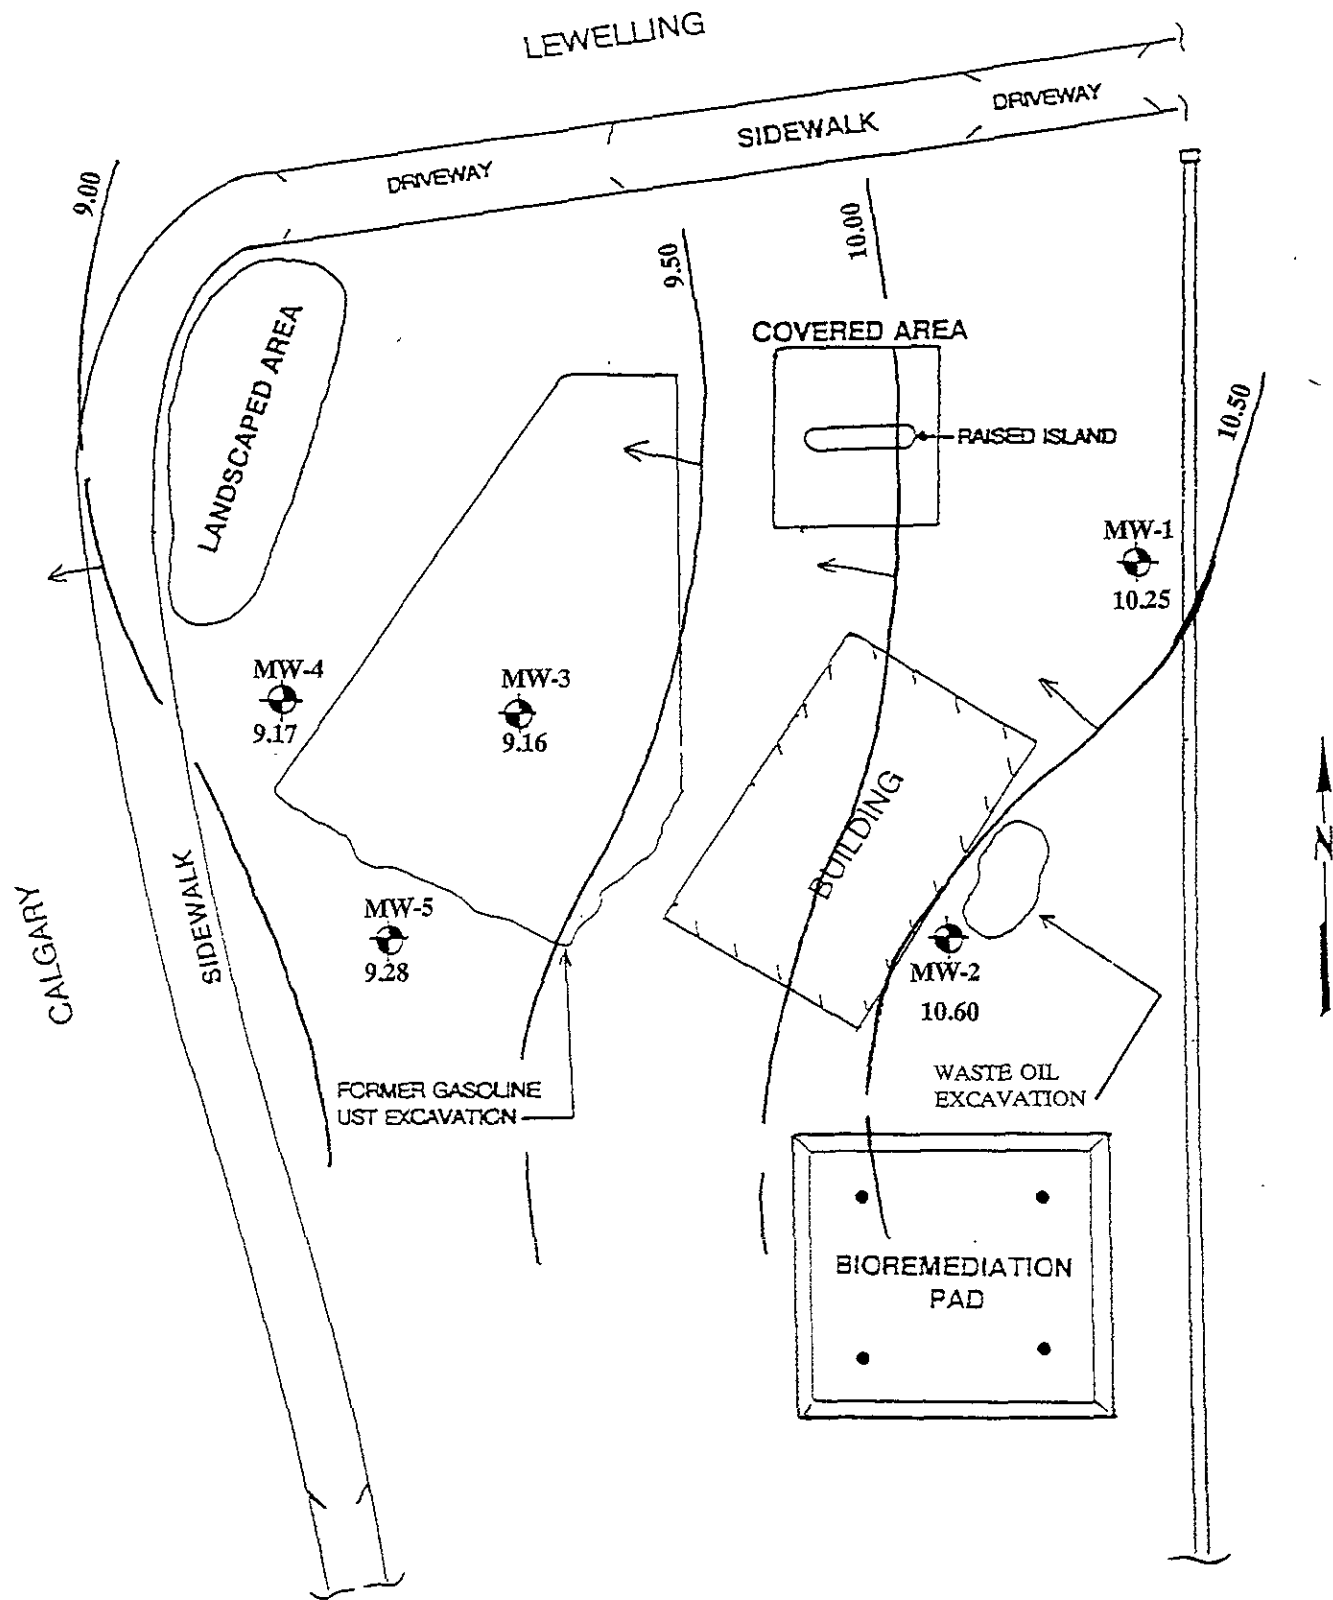 LEWELLING
DRIVEWAY
SIDEWALK
DRIVEWAY
9.00
9.50
10.00
10.50
COVERED AREA
RAISED ISLAND
LANDSCAPED AREA
MW-1
10.25
MW-4
9.17
MW-3
9.16
BUILDING
N
SIDEWALK
CALGARY
MW-5
9.28
MW-2
10.60
FORMER GASOLINE
UST EXCAVATION
WASTE OIL
EXCAVATION
BIOREMEDIATION
PAD